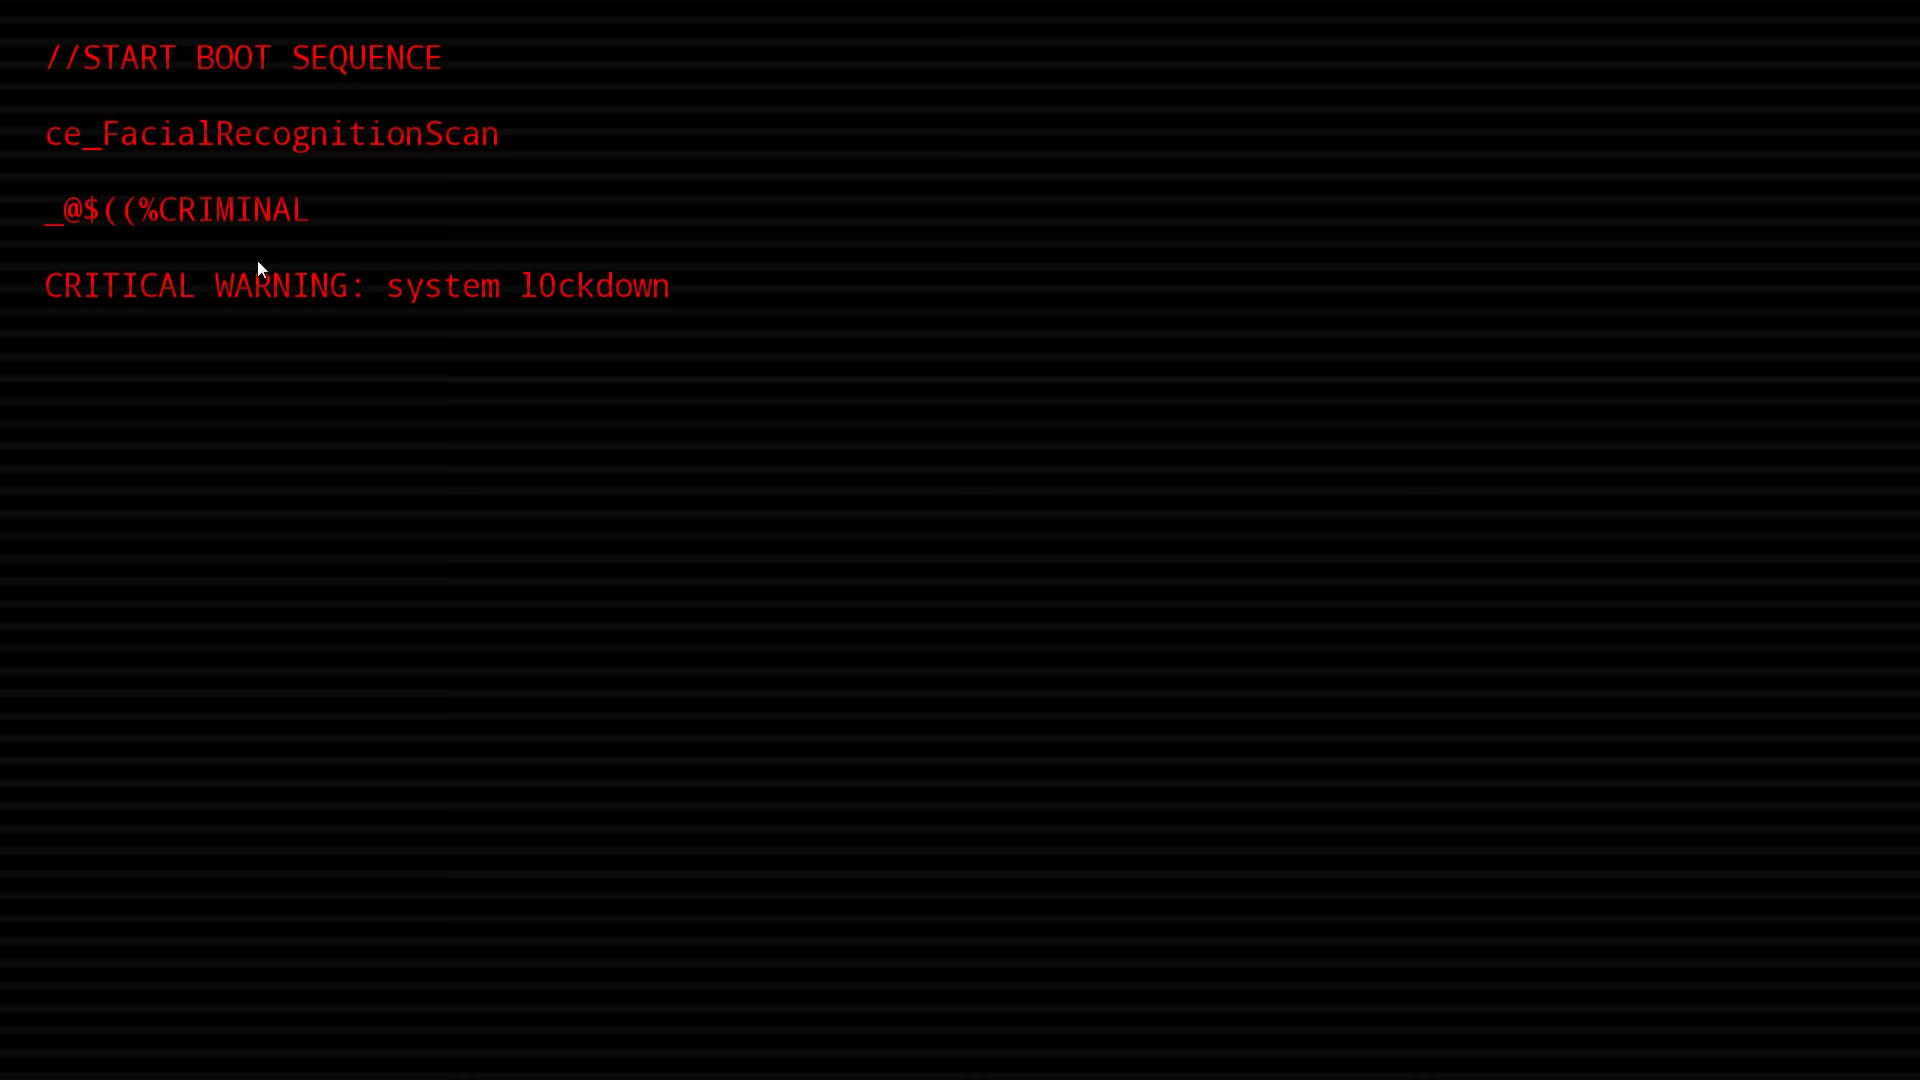 //START BOOT SEQUENCE
ce_FacialRecognitionScan
_@$((%CRIMINAL
CRITICAL WARNING: system l0ckdown